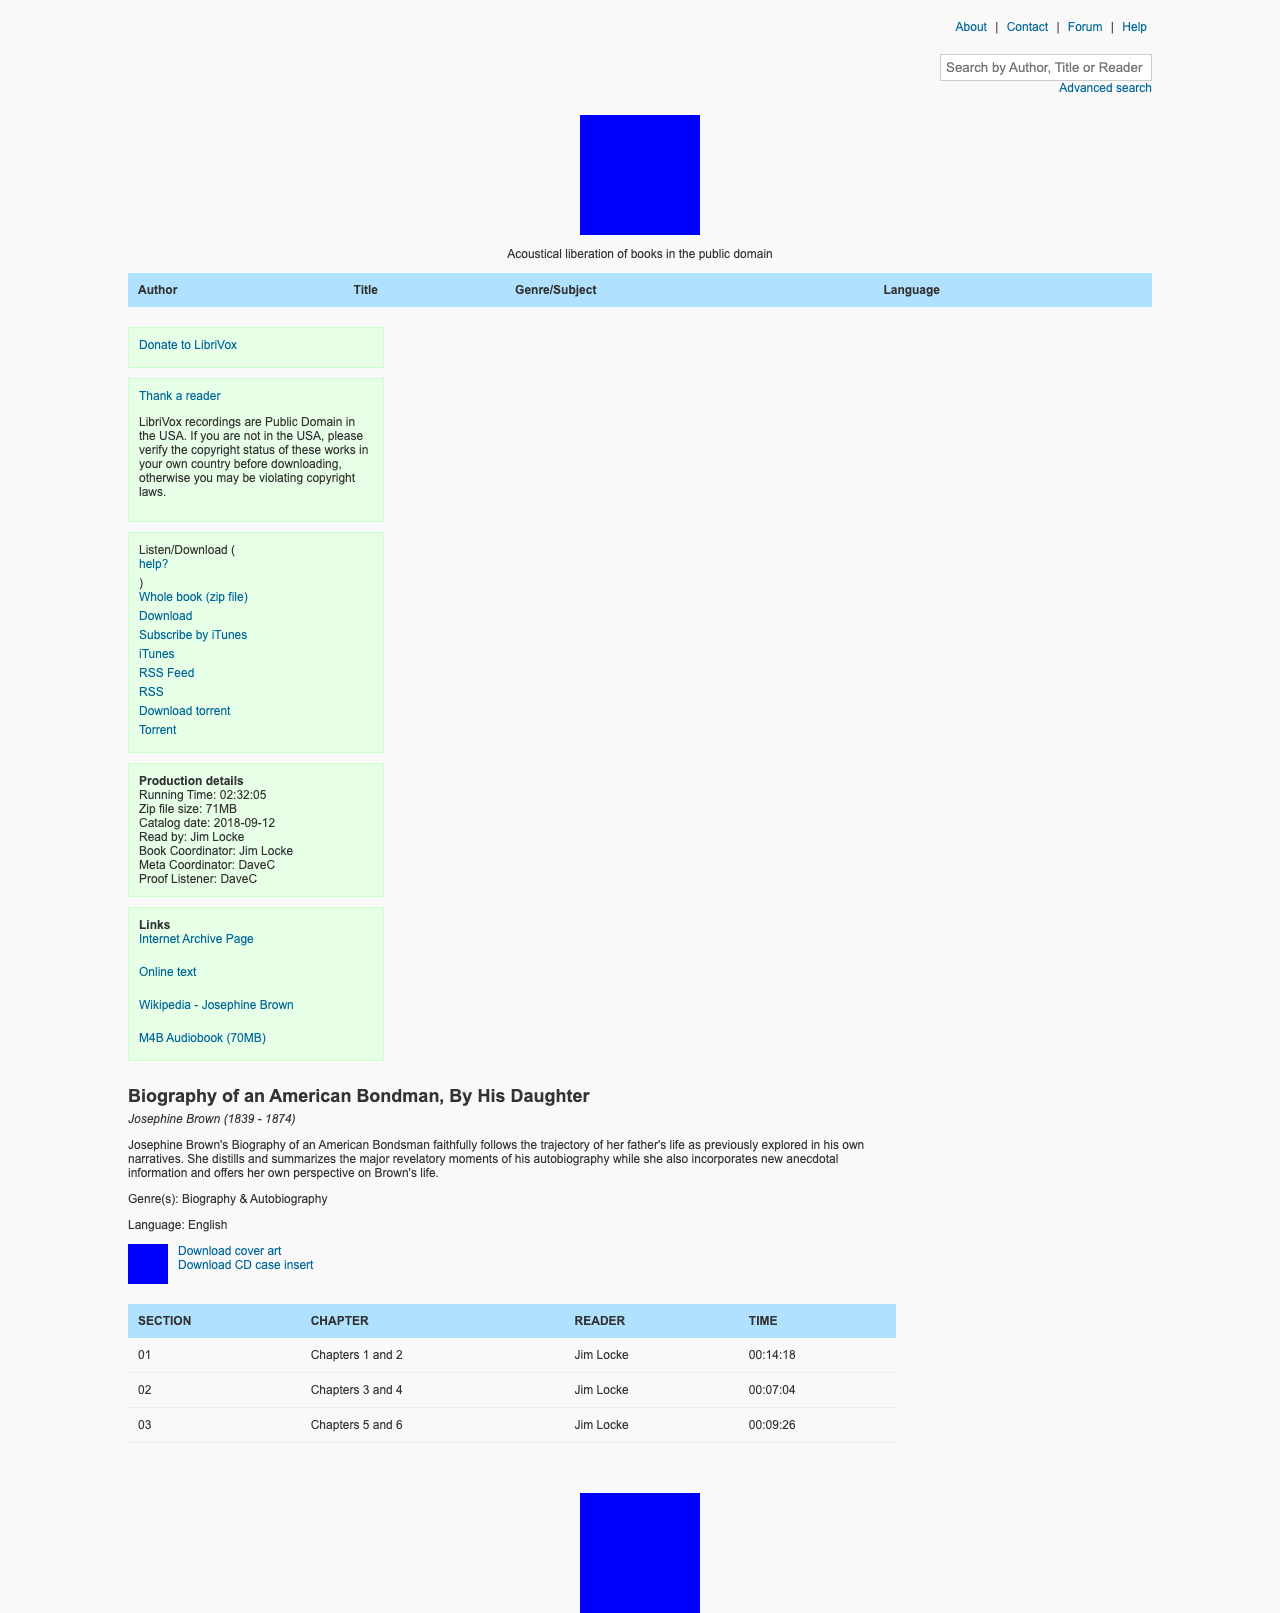 About | Contact | Forum | Help
Search by Author, Title or Reader
Advanced search
Acoustical liberation of books in the public domain
Author Title Genre/Subject Language
Donate to LibriVox
Thank a reader
LibriVox recordings are Public Domain in
the USA. If you are not in the USA, please
verify the copyright status of these works in
your own country before downloading,
otherwise you may be violating copyright
laws.
Listen/Download (
help?
)
Whole book (zip file)
Download
Subscribe by iTunes
iTunes
RSS Feed
RSS
Download torrent
Torrent
Production details
Running Time: 02:32:05
Zip file size: 71MB
Catalog date: 2018-09-12
Read by: Jim Locke
Book Coordinator: Jim Locke
Meta Coordinator: DaveC
Proof Listener: DaveC
Links
Internet Archive Page
Online text
Wikipedia - Josephine Brown
M4B Audiobook (70MB)
Biography of an American Bondman, By His Daughter
Josephine Brown (1839 - 1874)
Josephine Brown's Biography of an American Bondsman faithfully follows the trajectory of her father's life as previously explored in his own
narratives. She distills and summarizes the major revelatory moments of his autobiography while she also incorporates new anecdotal
information and offers her own perspective on Brown's life.
Genre(s): Biography & Autobiography
Language: English
Download cover art
Download CD case insert
SECTION CHAPTER READER TIME
01 Chapters 1 and 2 Jim Locke 00:14:18
02 Chapters 3 and 4 Jim Locke 00:07:04
03 Chapters 5 and 6 Jim Locke 00:09:26